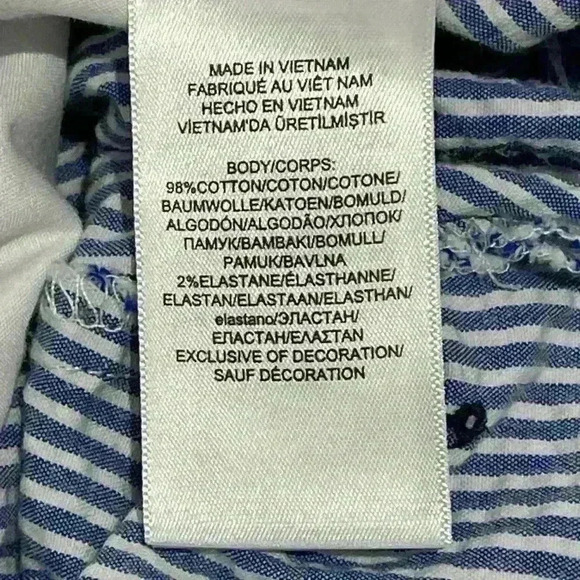 MADE IN VIETNAM
FABRIQUÉ AU VIÊT NAM
HECHO EN VIETNAM
VİETNAM'DA ÜRETİLMİŞTİR
BODY/CORPS:
98%COTTON/COTON/COTONE/
BAUMWOLLE/KATOEN/BOMULD/
ALGODÓN/ALGODÃO/ХЛОПОК/
ПАМУК/BAMBAKI/BOMULL/
PAMUK/BAVLNA
2%ELASTANE/ÉLASTHANNE/
ELASTAN/ELASTAAN/ELASTHAN/
elastano/ЭЛАСТАН/
ЕЛАСТАН/ΕΛΑΣΤΑΝ
EXCLUSIVE OF DECORATION/
SAUF DÉCORATION